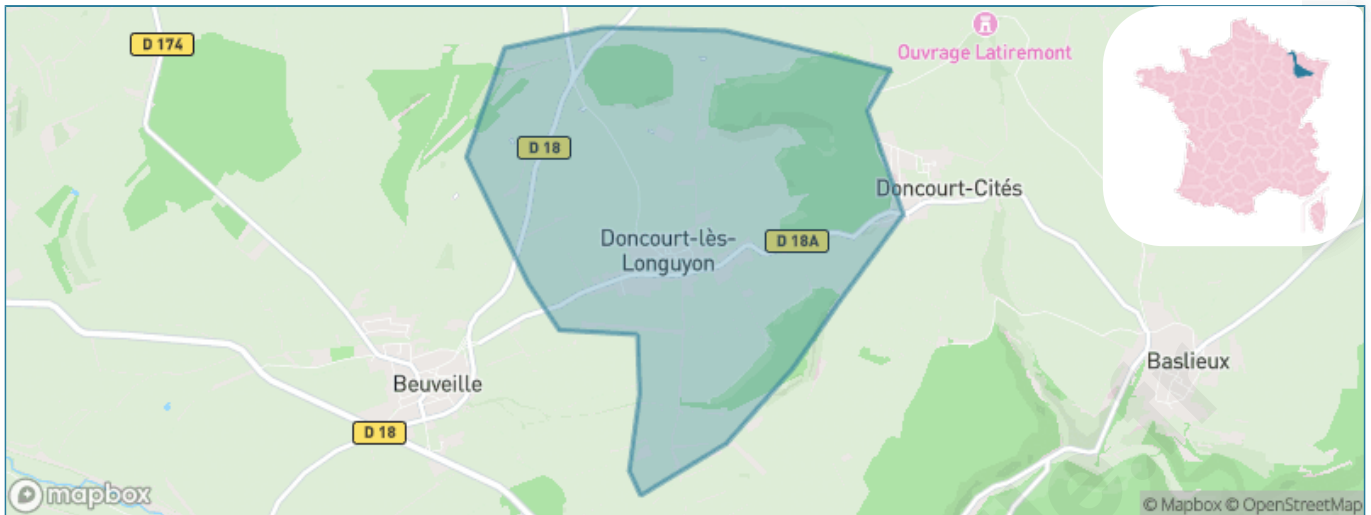 D 174
Ouvrage Latiremont
D 18
Doncourt-Cités
Doncourt-lès-
Longuyon
D 18A
Baslieux
Beuveille
D 18
mapbox
© Mapbox © OpenStreetMap